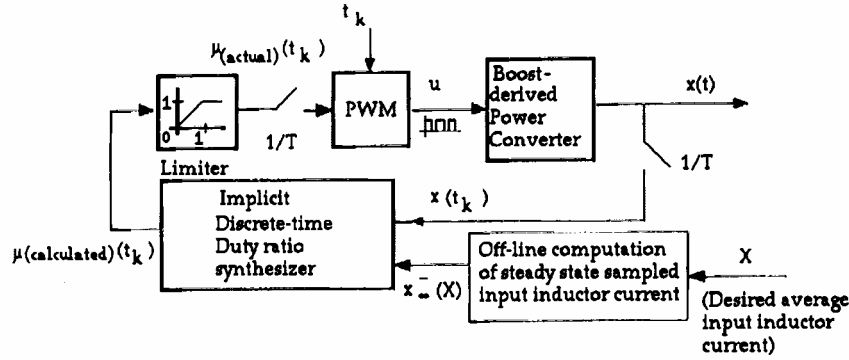 t k
μ(actual)(t k)
1
0
1
Limiter
1/T
PWM
u
Boost-
derived
Power
Converter
x(t)
1/T
Implicit
Discrete-time
Duty ratio
synthesizer
μ(calculated)(t k)
x(t k)
x ∞ ‾ (X)
Off-line computation
of steady state sampled
input inductor current
X
(Desired average
input inductor
current)